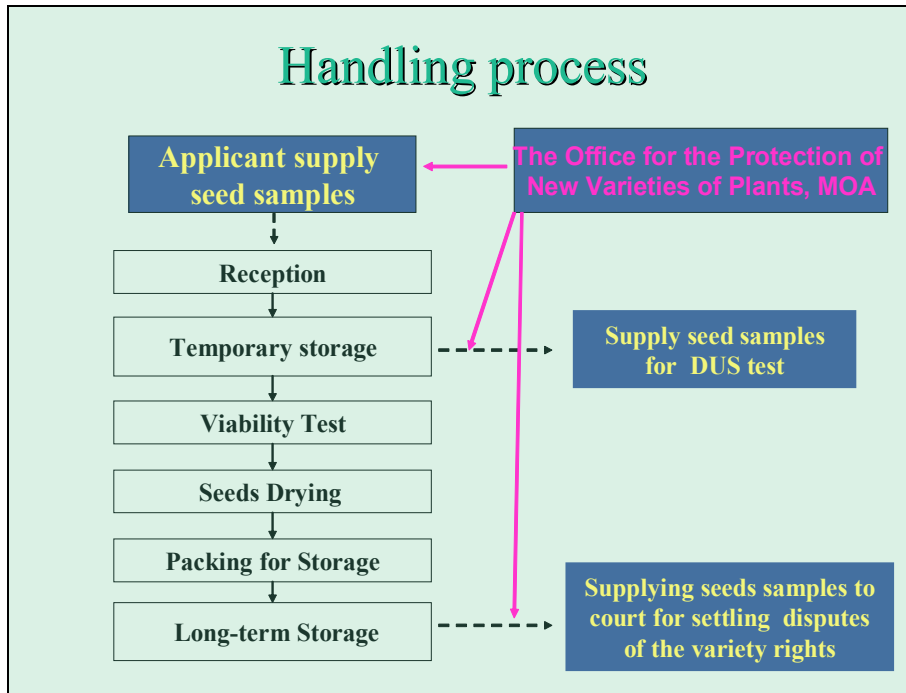 Handling process
Applicant supply
seed samples
The Office for the Protection of
New Varieties of Plants, MOA
Reception
Temporary storage
Supply seed samples
for DUS test
Viability Test
Seeds Drying
Packing for Storage
Long-term Storage
Supplying seeds samples to
court for settling disputes
of the variety rights